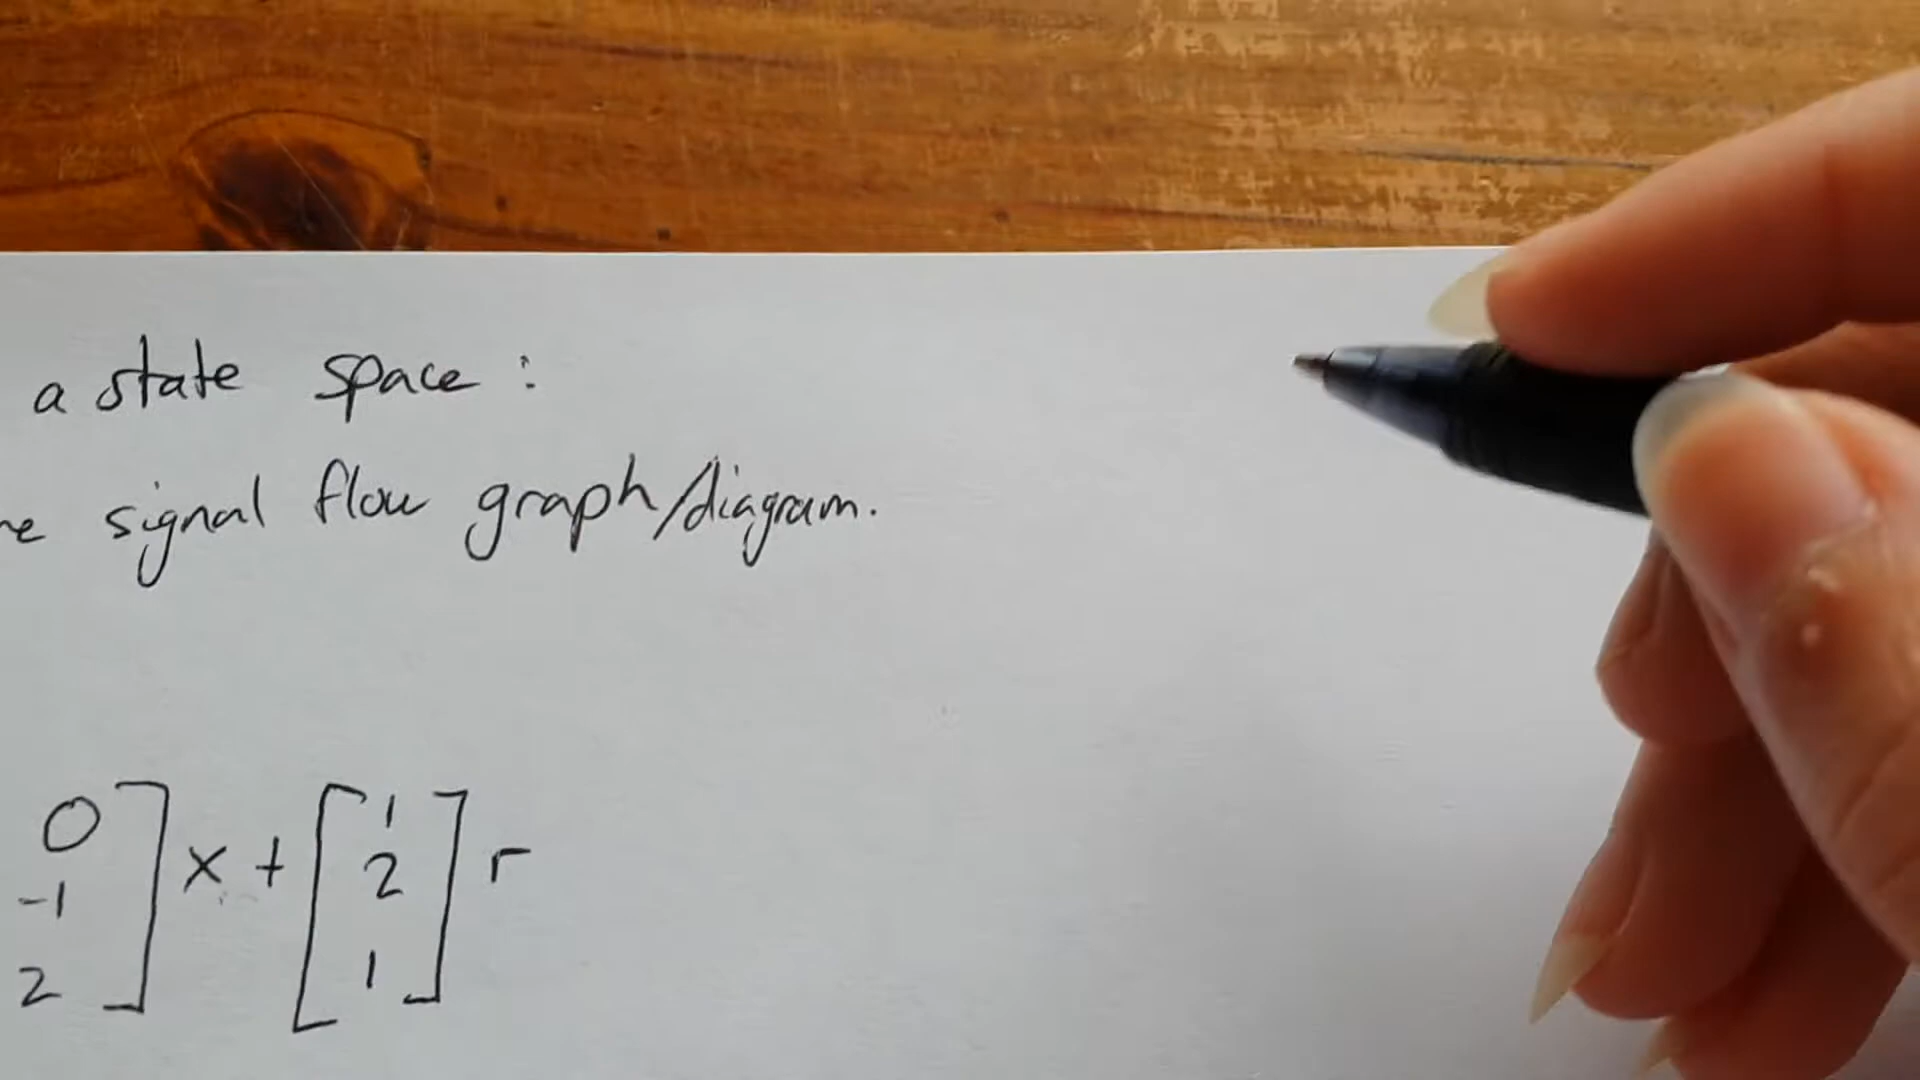 a state space :
signal flow graph/diagram.
0 ] x + [ 1
-1 2 r
2 1 ]